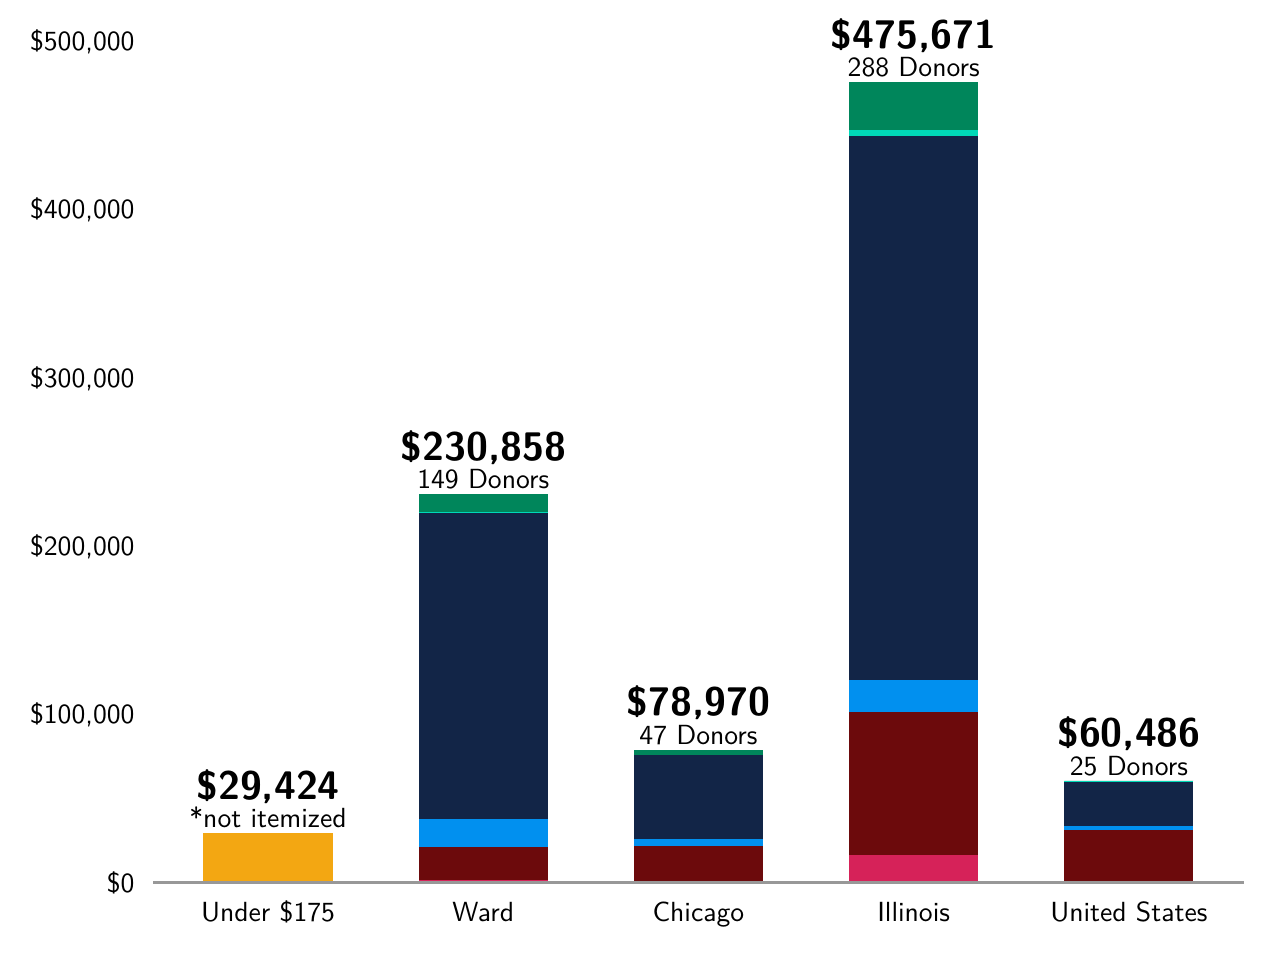 $500,000
$400,000
$300,000
$200,000
$100,000
$0
$29,424
*not itemized
$230,858
149 Donors
$78,970
47 Donors
$475,671
288 Donors
$60,486
25 Donors
Under $175
Ward
Chicago
Illinois
United States